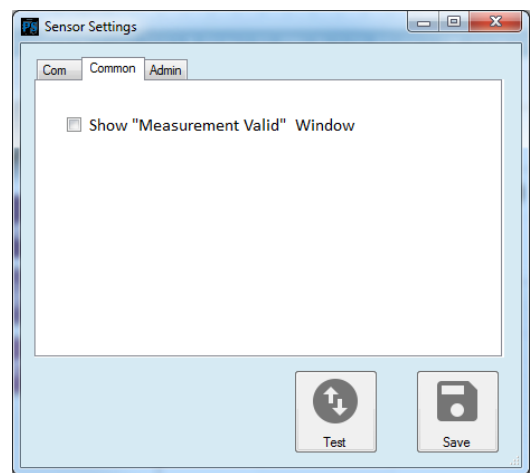 Sensor Settings
Com Common Admin
Show "Measurement Valid" Window
Test Save